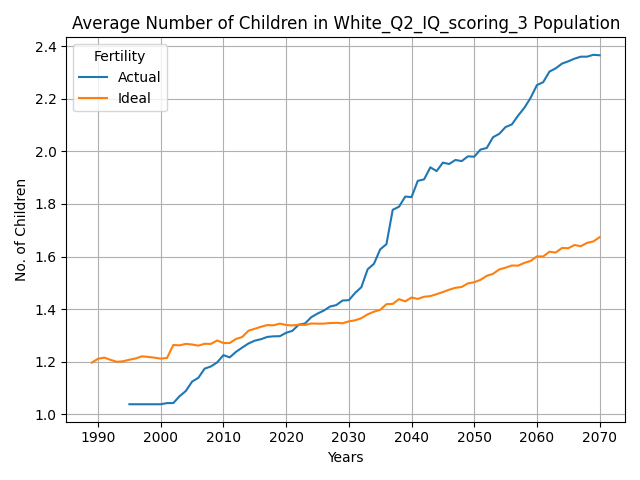 Average Number of Children in White_Q2_IQ_scoring_3 Population
Fertility
Actual
Ideal
2.4
2.2
2.0
1.8
1.6
1.4
1.2
1.0
No. of Children
1990 2000 2010 2020 2030 2040 2050 2060 2070
Years